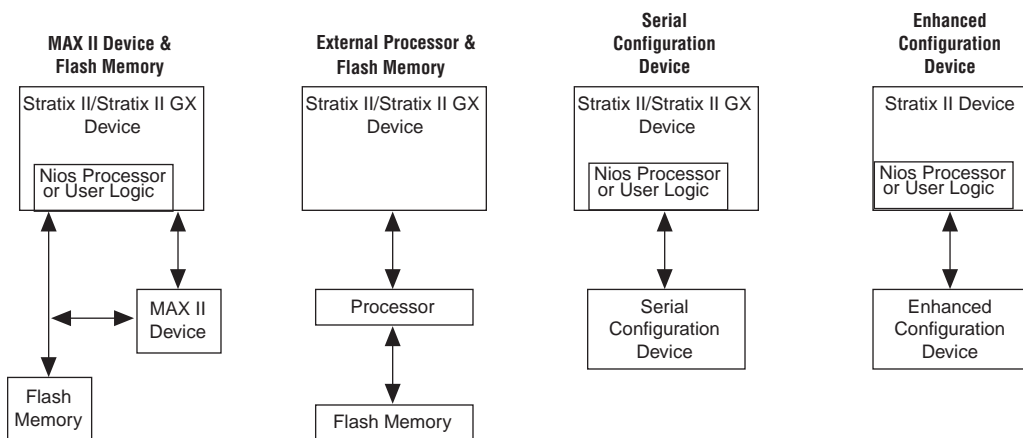 MAX II Device &
Flash Memory
Stratix II/Stratix II GX
Device
Nios Processor
or User Logic
MAX II
Device
Flash
Memory
External Processor &
Flash Memory
Stratix II/Stratix II GX
Device
Processor
Flash Memory
Serial
Configuration
Device
Stratix II/Stratix II GX
Device
Nios Processor
or User Logic
Serial
Configuration
Device
Enhanced
Configuration
Device
Stratix II Device
Nios Processor
or User Logic
Enhanced
Configuration
Device